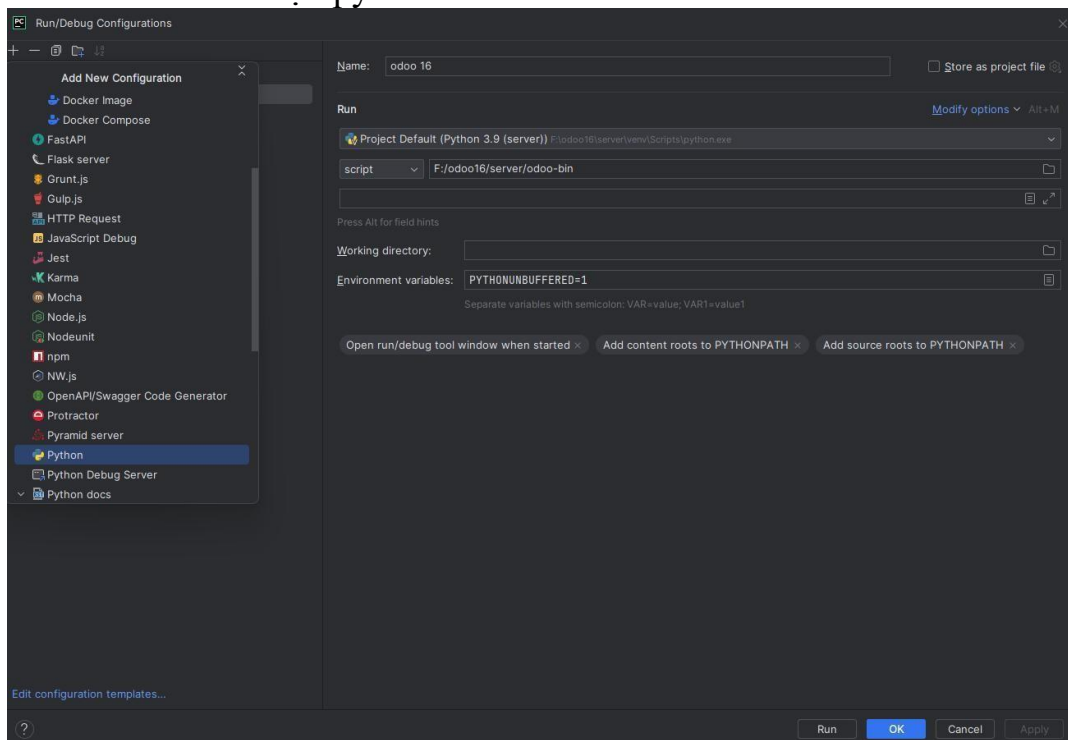 py
Run/Debug Configurations
Add New Configuration
Docker Image
Docker Compose
FastAPI
Flask server
Grunt.js
Gulp.js
HTTP Request
JavaScript Debug
Jest
Karma
Mocha
Node.js
Nodeunit
npm
NW.js
OpenAPI/Swagger Code Generator
Protractor
Pyramid server
Python
Python Debug Server
Python docs
Edit configuration templates...
Name: odoo 16
Store as project file
Run
Modify options Alt+M
Project Default (Python 3.9 (server)) F:\odoo16\server\venv\Scripts\python.exe
script F:/odoo16/server/odoo-bin
Press Alt for field hints
Working directory:
Environment variables: PYTHONUNBUFFERED=1
Separate variables with semicolon: VAR=value; VAR1=value1
Open run/debug tool window when started × Add content roots to PYTHONPATH × Add source roots to PYTHONPATH ×
? Run OK Cancel Apply